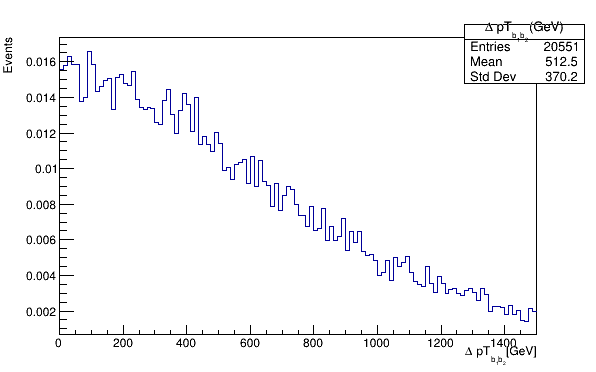 Δ pT_b₁b₂ (GeV)
Entries 20551
Mean 512.5
Std Dev 370.2
Events
0.016
0.014
0.012
0.01
0.008
0.006
0.004
0.002
0 200 400 600 800 1000 1200 1400
Δ pT_b₁b₂ [GeV]